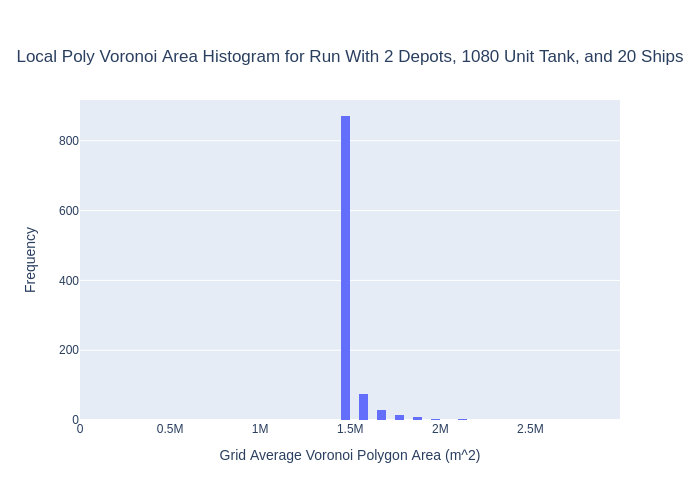 Local Poly Voronoi Area Histogram for Run With 2 Depots, 1080 Unit Tank, and 20 Ships
800
600
400
200
0
Frequency
0 0.5M 1M 1.5M 2M 2.5M
Grid Average Voronoi Polygon Area (m^2)